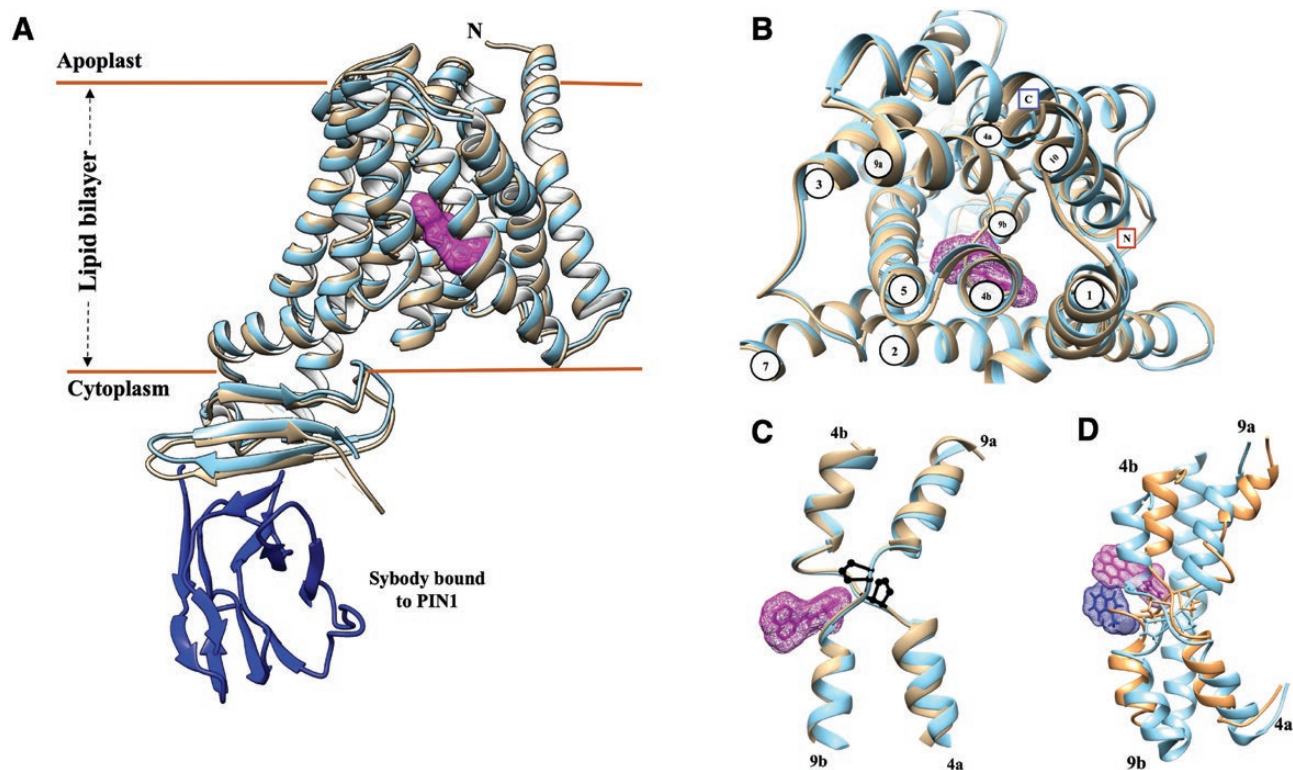 A
N
Apoplast
Lipid bilayer
Cytoplasm
Sybody bound
to PIN1
B
C
4a
10
9a
3
9b
N
5
4b
1
2
7
C
4b
9a
9b
4a
D
9a
4b
4a
9b